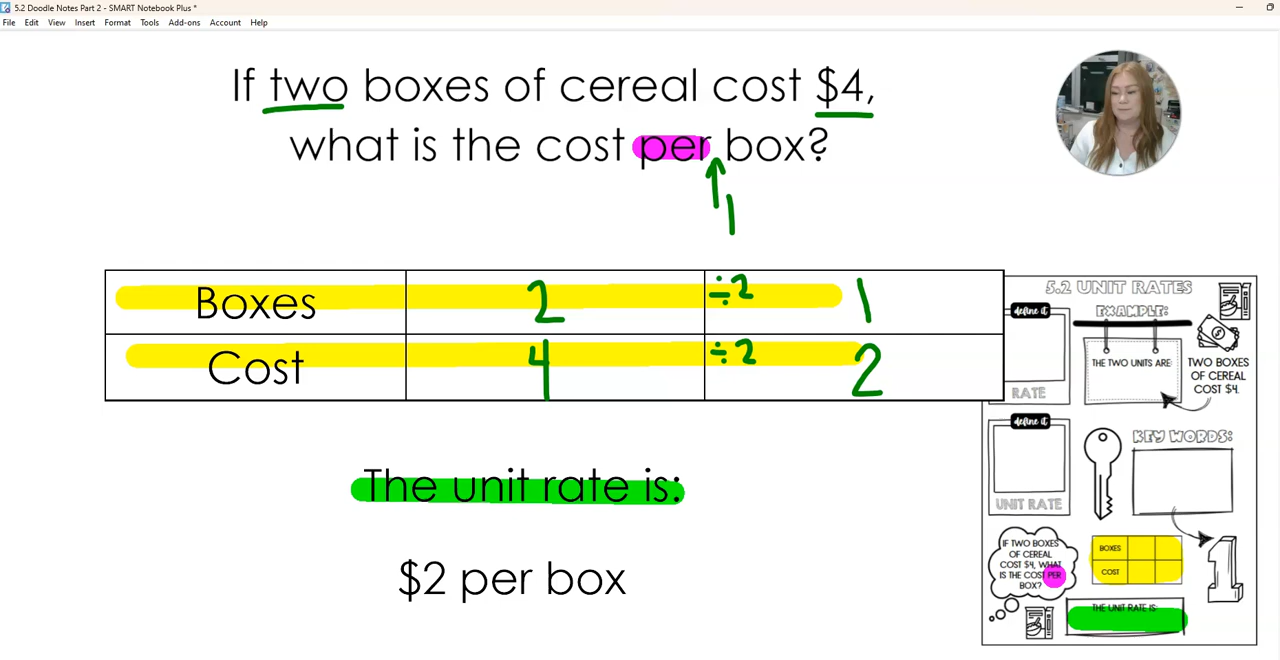 5.2 Doodle Notes Part 2 - SMART Notebook Plus *
File Edit View Insert Format Tools Add-ons Account Help
If two boxes of cereal cost $4,
what is the cost per box?
1
Boxes 2 ÷2 1
Cost 4 ÷2 2
The unit rate is:
$2 per box
5.2 UNIT RATES
define it
EXAMPLE:
THE TWO UNITS ARE:
TWO BOXES
OF CEREAL
COST $4.
RATE
define it
KEY WORDS:
UNIT RATE
IF TWO BOXES
OF CEREAL
COST $4, WHAT
IS THE COST PER
BOX?
BOXES
COST
1
THE UNIT RATE IS: